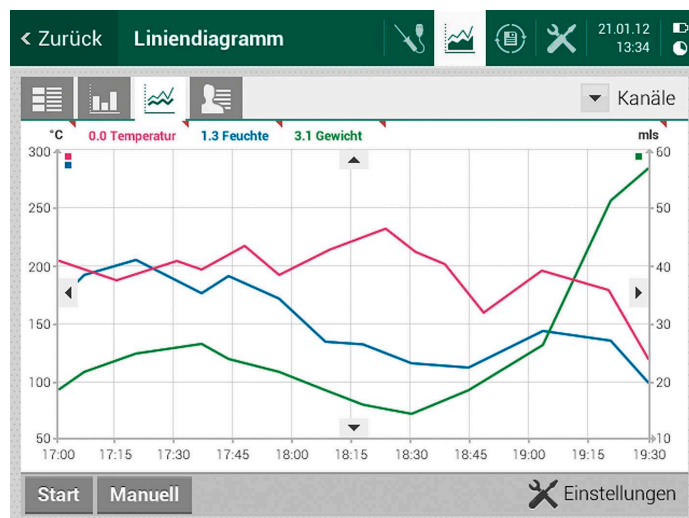 < Zurück Liniendiagramm 21.01.12
13:34
Kanäle
°C 0.0 Temperatur 1.3 Feuchte 3.1 Gewicht mls
300 60
250 50
200 40
150 30
100 20
50 10
17:00 17:15 17:30 17:45 18:00 18:15 18:30 18:45 19:00 19:15 19:30
Start Manuell Einstellungen